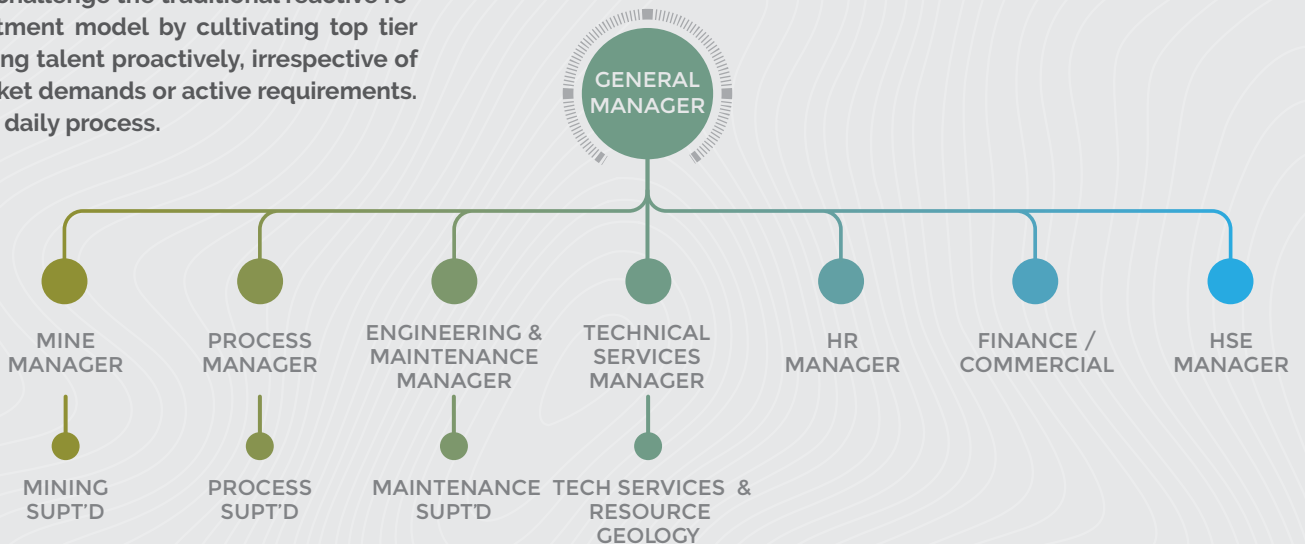 challenge the traditional reactive re-
tment model by cultivating top tier
ng talent proactively, irrespective of
ket demands or active requirements.
daily process.
GENERAL
MANAGER
MINE
MANAGER
PROCESS
MANAGER
ENGINEERING &
MAINTENANCE
MANAGER
TECHNICAL
SERVICES
MANAGER
HR
MANAGER
FINANCE /
COMMERCIAL
HSE
MANAGER
MINING
SUPT'D
PROCESS
SUPT'D
MAINTENANCE
SUPT'D
TECH SERVICES &
RESOURCE
GEOLOGY